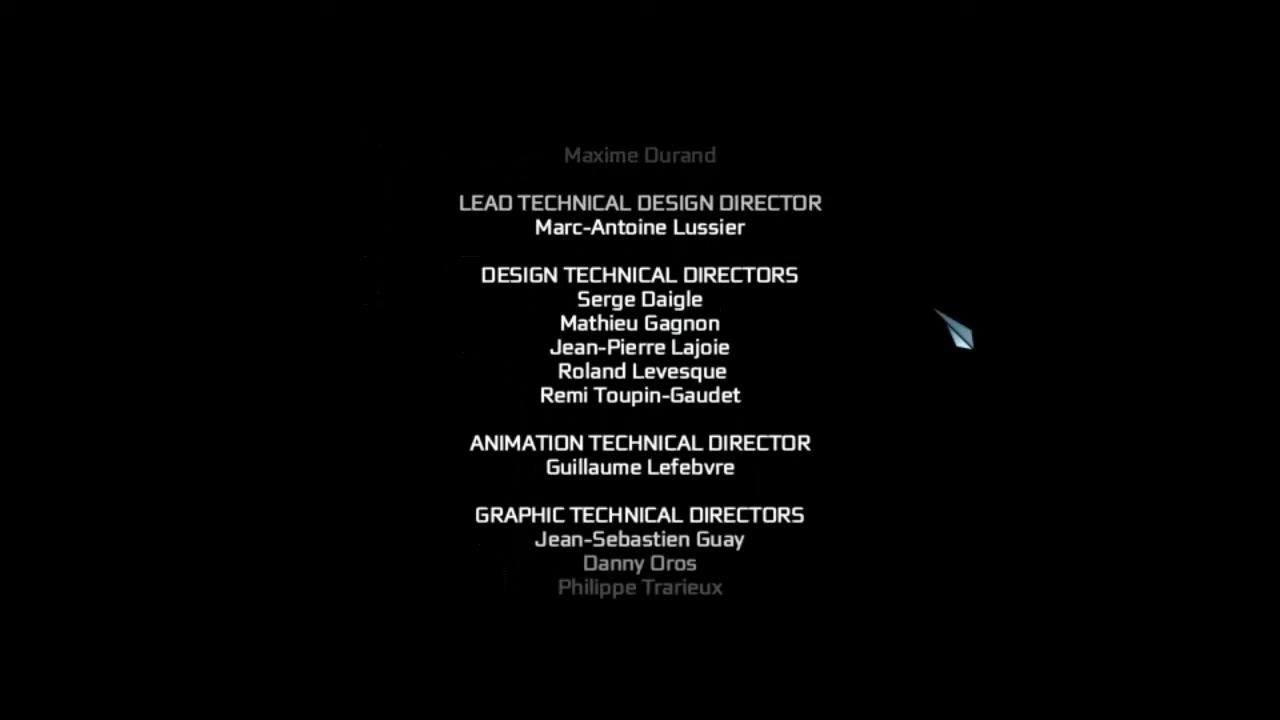 Maxime Durand
LEAD TECHNICAL DESIGN DIRECTOR
Marc-Antoine Lussier
DESIGN TECHNICAL DIRECTORS
Serge Daigle
Mathieu Gagnon
Jean-Pierre Lajoie
Roland Levesque
Remi Toupin-Gaudet
ANIMATION TECHNICAL DIRECTOR
Guillaume Lefebvre
GRAPHIC TECHNICAL DIRECTORS
Jean-Sebastien Guay
Danny Oros
Philippe Trarieux